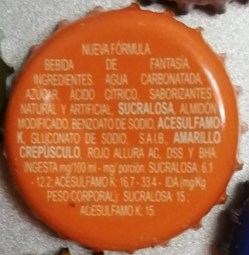 NUEVA FÓRMULA
BEBIDA DE FANTASÍA.
INGREDIENTES: AGUA CARBONATADA,
AZÚCAR, ÁCIDO CÍTRICO, SABORIZANTES
NATURAL Y ARTIFICIAL, SUCRALOSA, ALMIDÓN
MODIFICADO, BENZOATO DE SODIO, ACESULFAMO
K, GLUCONATO DE SODIO, S.A.I.B., AMARILLO
CREPÚSCULO, ROJO ALLURA AC, DSS Y BHA.
INGESTA mg/100 ml - mg/ porción: SUCRALOSA: 6.1
- 12.2; ACESULFAMO K: 16.7 - 33.4 - IDA (mg/Kg
PESO CORPORAL): SUCRALOSA: 15 ;
ACESULFAMO K: 15.